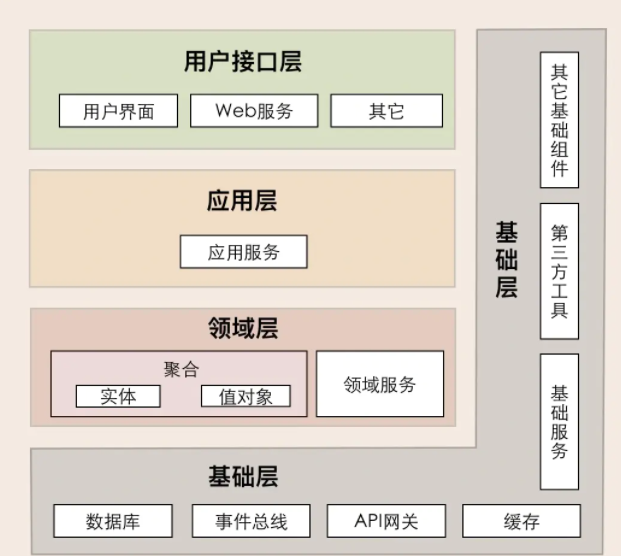 用户接口层
用户界面
Web服务
其它
应用层
应用服务
领域层
聚合
实体
值对象
领域服务
基础层
数据库
事件总线
API网关
缓存
基础层
其它基础组件
第三方工具
基础服务